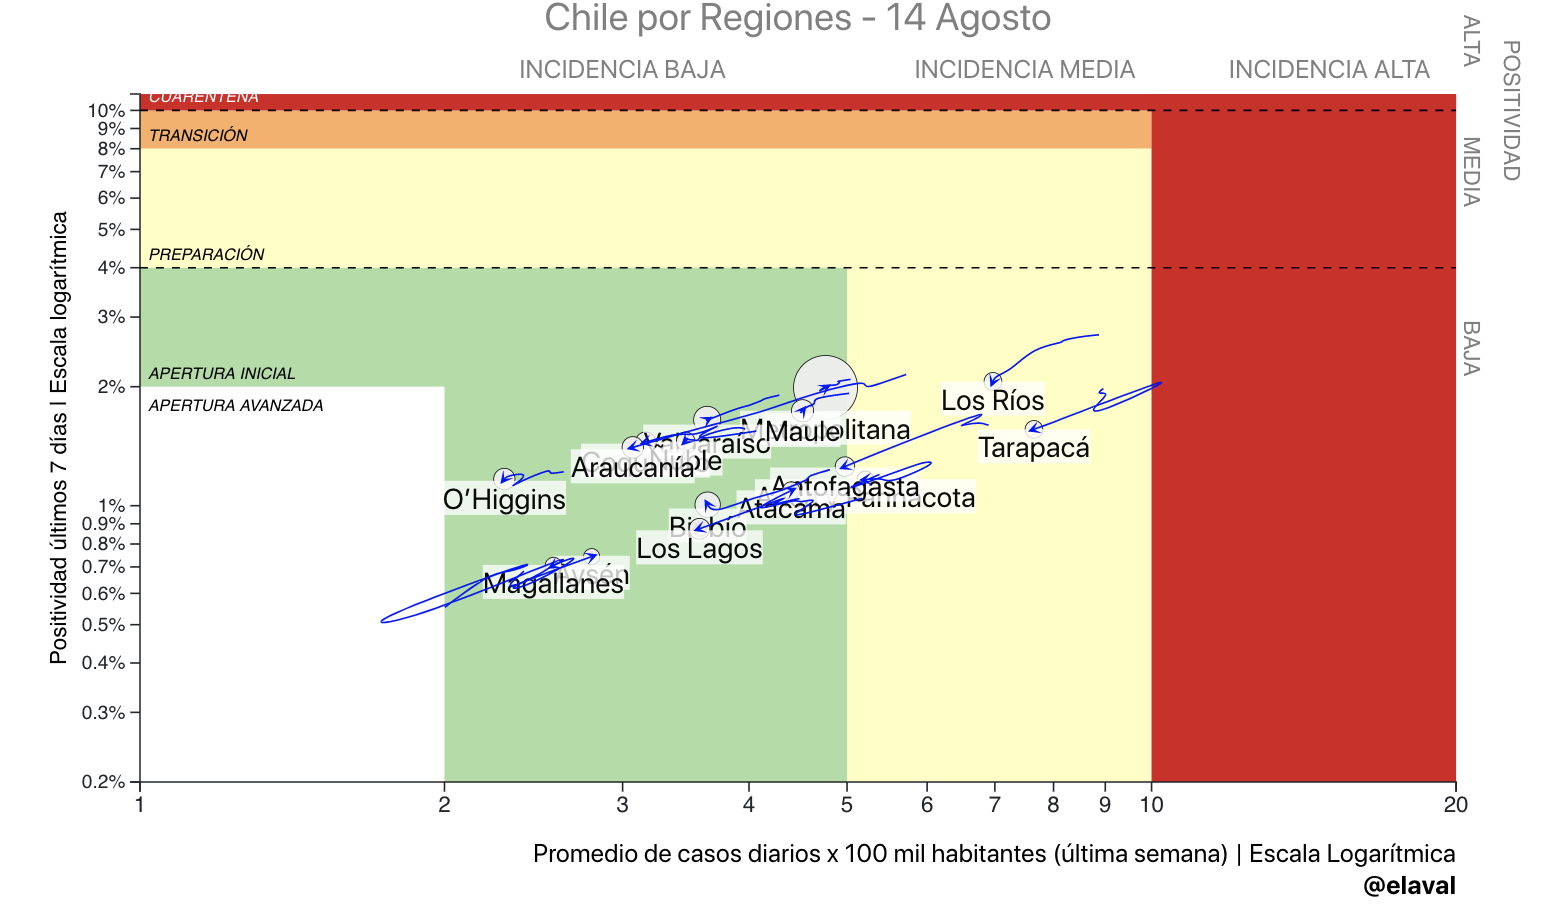 Chile por Regiones - 14 Agosto
INCIDENCIA BAJA
INCIDENCIA MEDIA
INCIDENCIA ALTA
ALTA
MEDIA
BAJA
POSITIVIDAD
CUARENTENA
TRANSICIÓN
PREPARACIÓN
APERTURA INICIAL
APERTURA AVANZADA
10%
9%
8%
7%
6%
5%
4%
3%
2%
1%
0.9%
0.8%
0.7%
0.6%
0.5%
0.4%
0.3%
0.2%
Positividad últimos 7 días I Escala logarítmica
Los Ríos
Tarapacá
Maule
Araucanía
O’Higgins
Antofagasta
Atacama
Los Lagos
Aysén
Magallanes
1
2
3
4
5
6
7
8
9
10
20
Promedio de casos diarios x 100 mil habitantes (última semana) | Escala Logarítmica
@elaval